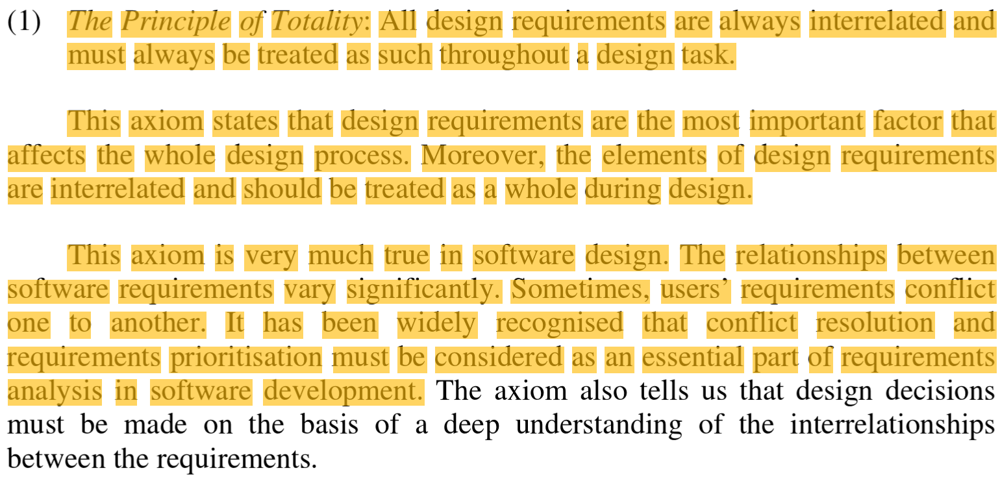 (1) The Principle of Totality: All design requirements are always interrelated and
must always be treated as such throughout a design task.
This axiom states that design requirements are the most important factor that
affects the whole design process. Moreover, the elements of design requirements
are interrelated and should be treated as a whole during design.
This axiom is very much true in software design. The relationships between
software requirements vary significantly. Sometimes, users’ requirements conflict
one to another. It has been widely recognised that conflict resolution and
requirements prioritisation must be considered as an essential part of requirements
analysis in software development. The axiom also tells us that design decisions
must be made on the basis of a deep understanding of the interrelationships
between the requirements.